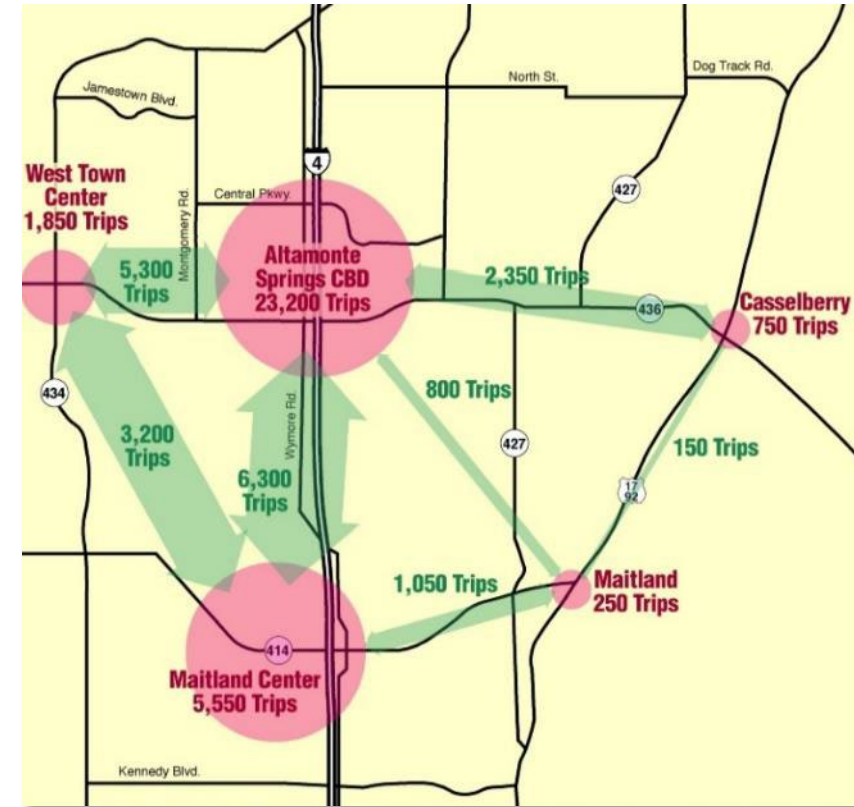 North St.
Dog Track Rd.
Jamestown Blvd.
4
West Town
Center
1,850 Trips
427
Montgomery Rd.
Central Pkwy.
Altamonte
Springs CBD
23,200 Trips
5,300
Trips
2,350 Trips
436
Casselberry
750 Trips
434
Wymore Rd.
800 Trips
3,200
Trips
427
150 Trips
6,300
Trips
17
92
1,050 Trips
Maitland
250 Trips
414
Maitland Center
5,550 Trips
Kennedy Blvd.